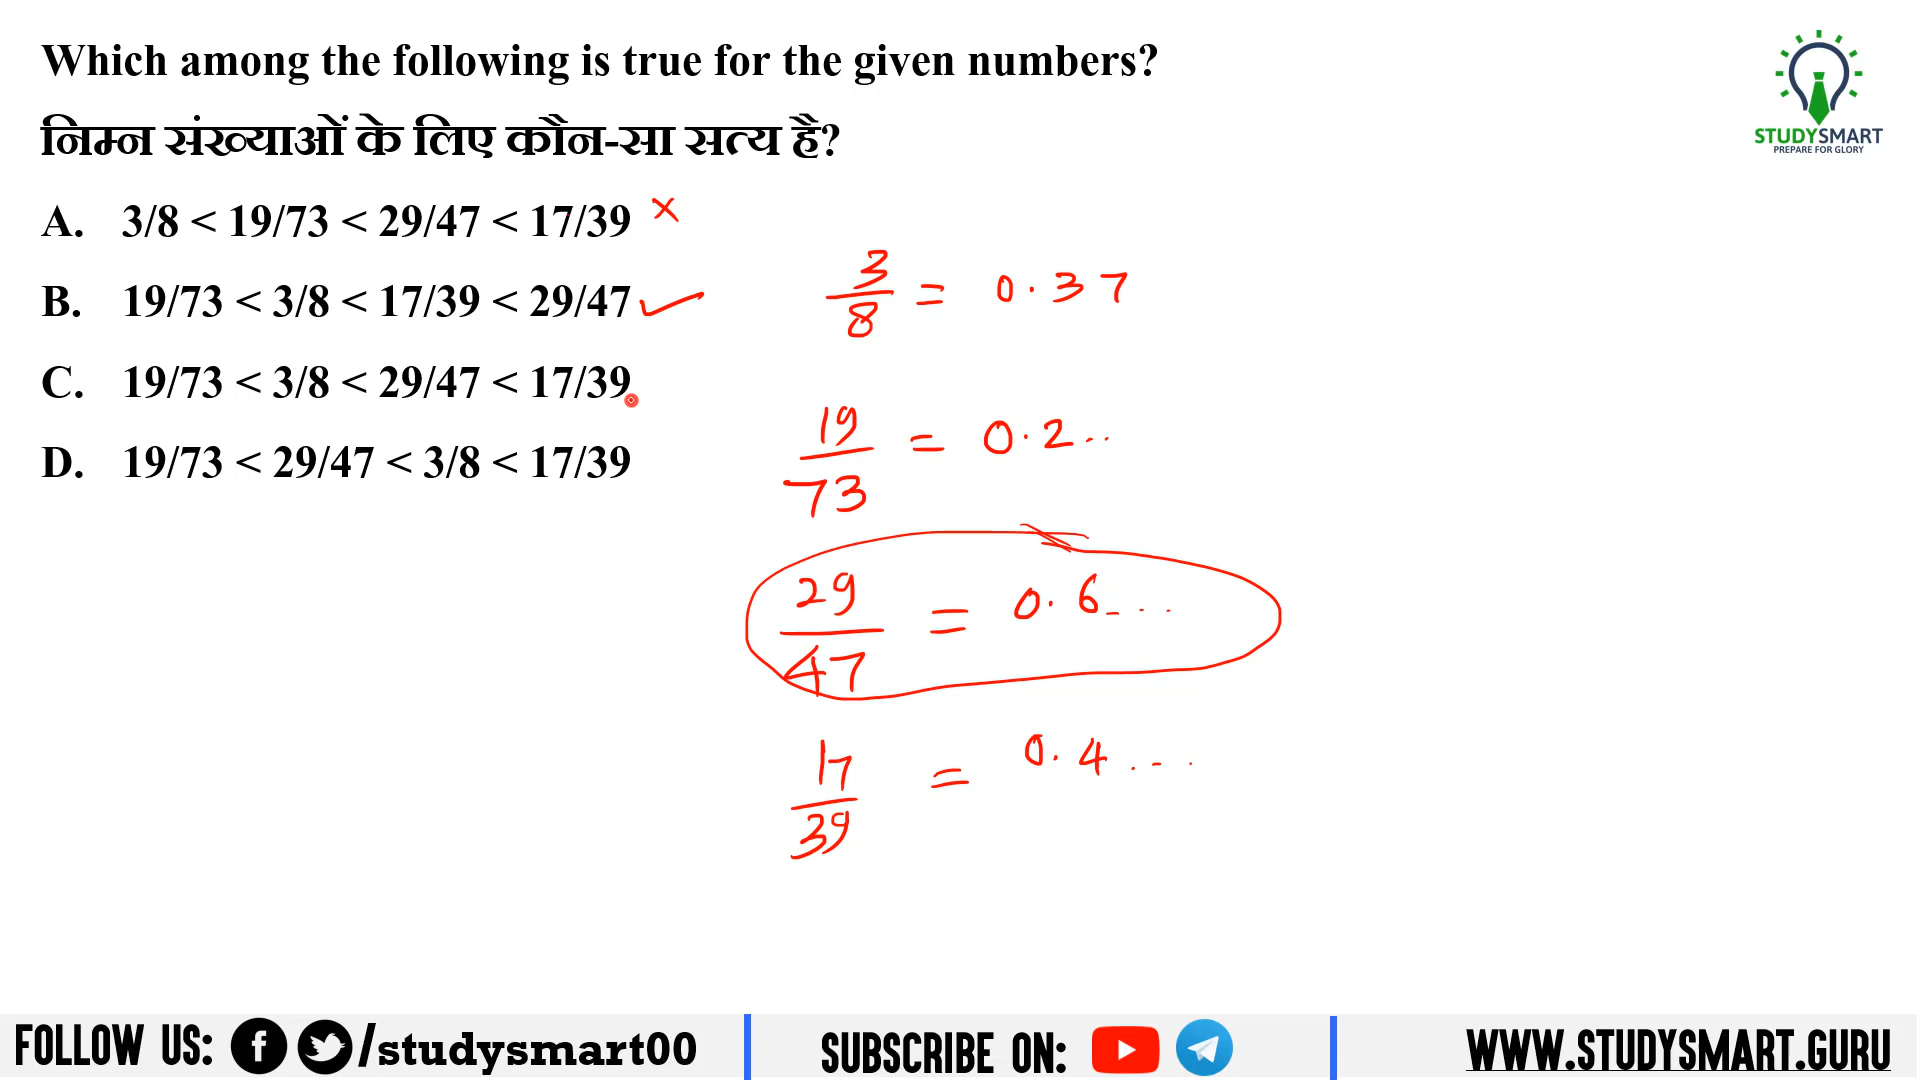 Which among the following is true for the given numbers?
निम्न संख्याओं के लिए कौन-सा सत्य है?
A. 3/8 < 19/73 < 29/47 < 17/39 ×
B. 19/73 < 3/8 < 17/39 < 29/47 ✓
C. 19/73 < 3/8 < 29/47 < 17/39
D. 19/73 < 29/47 < 3/8 < 17/39
3/8 = 0.37
19/73 = 0.2..
29/47 = 0.6...
17/39 = 0.4...
STUDYSMART
PREPARE FOR GLORY
FOLLOW US: f /studysmart00
SUBSCRIBE ON:
WWW.STUDYSMART.GURU